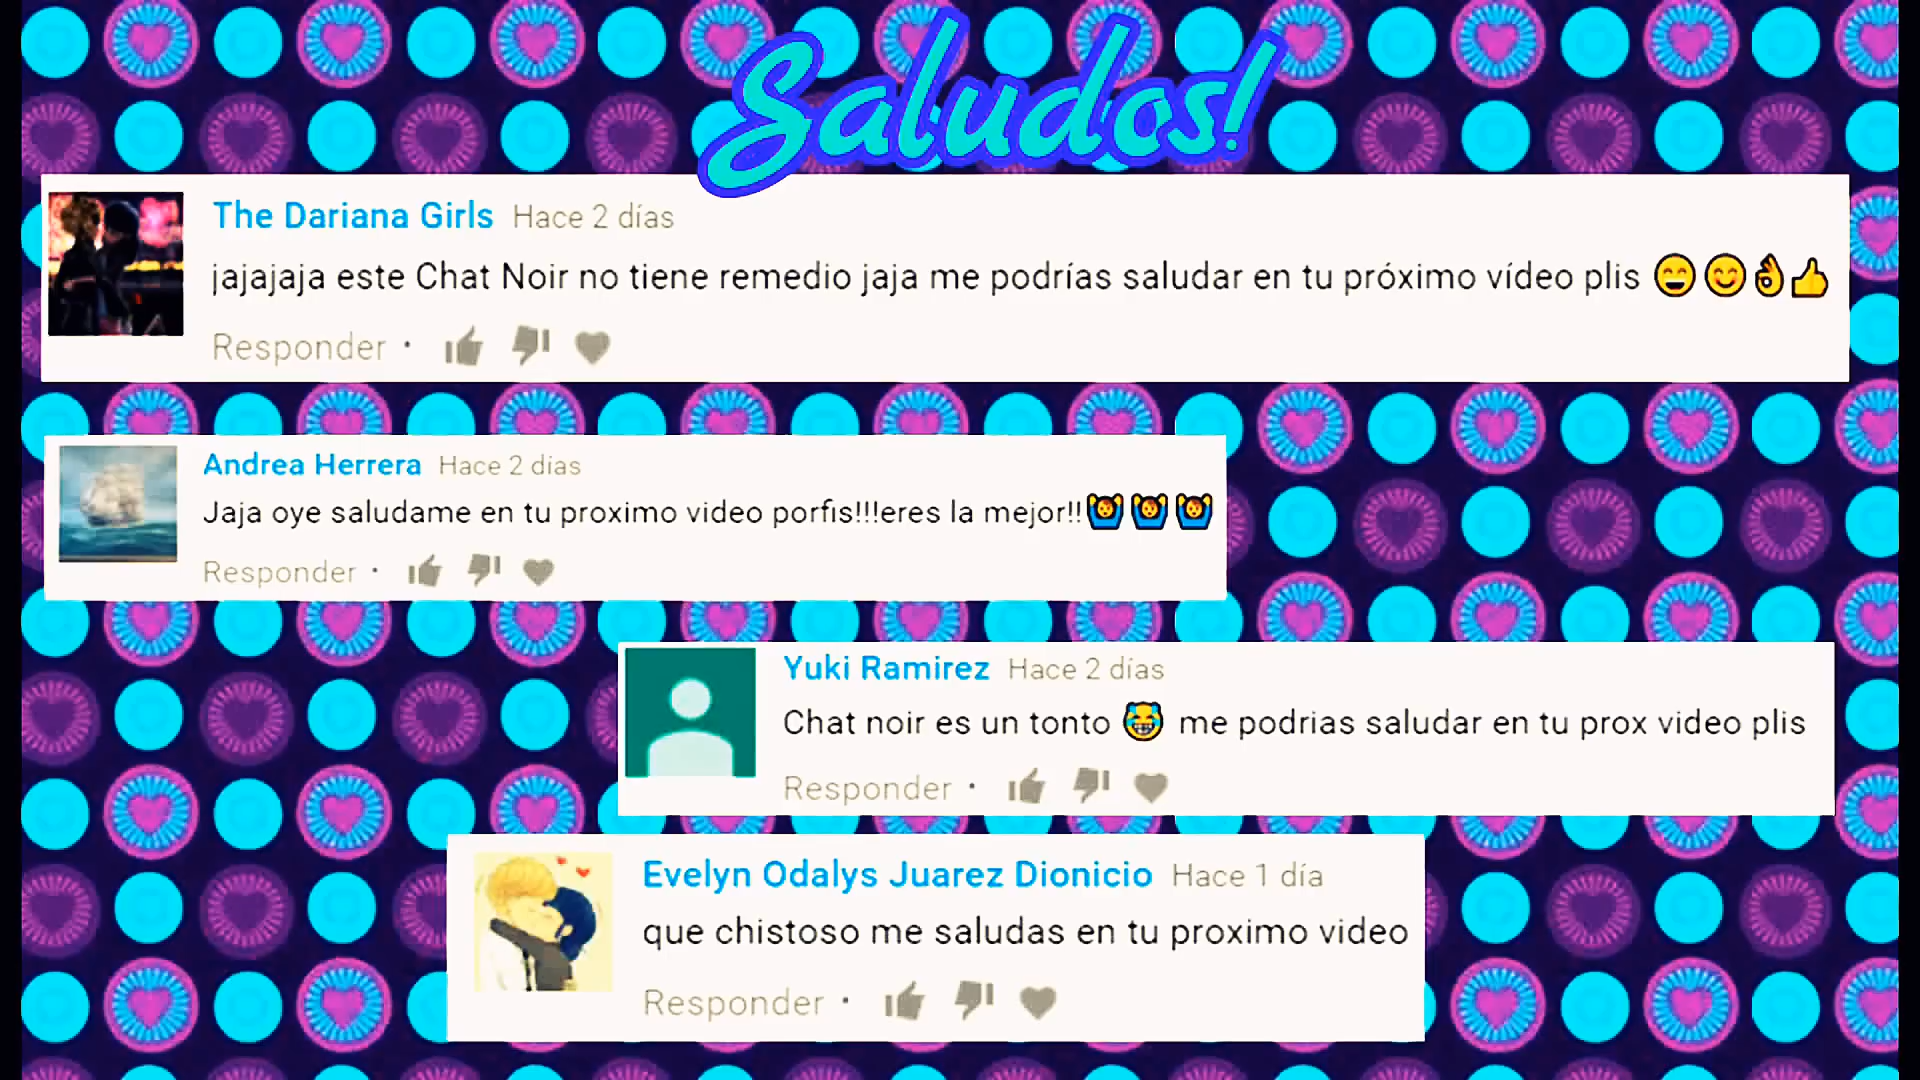 Saludos!
The Dariana Girls Hace 2 días
jajajaja este Chat Noir no tiene remedio jaja me podrías saludar en tu próximo vídeo plis 😄😊👌👍
Responder ·
Andrea Herrera Hace 2 días
Jaja oye saludame en tu proximo video porfis!!!eres la mejor!!🙆🙆🙆
Responder ·
Yuki Ramirez Hace 2 días
Chat noir es un tonto 😹 me podrias saludar en tu prox video plis
Responder ·
Evelyn Odalys Juarez Dionicio Hace 1 día
que chistoso me saludas en tu proximo video
Responder ·